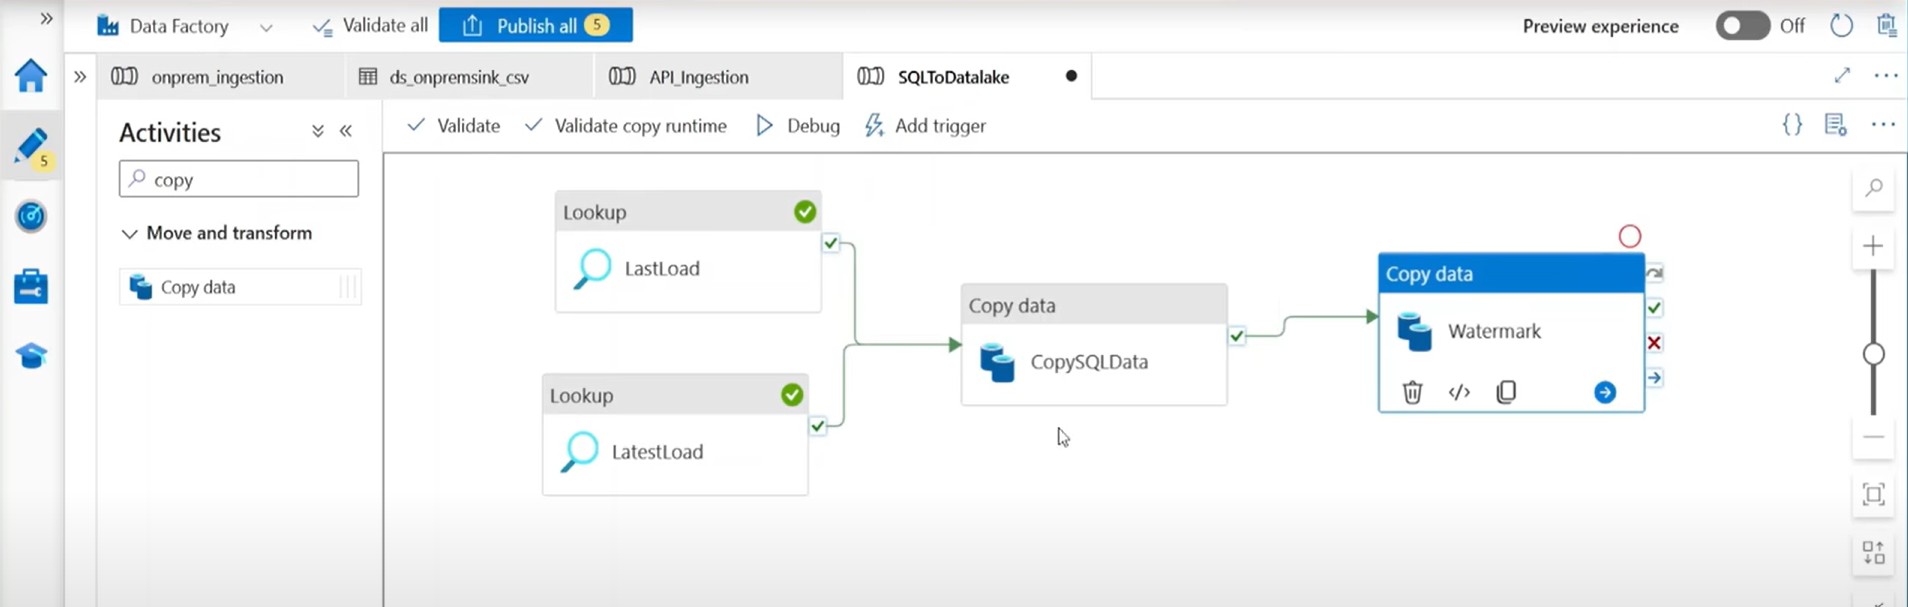 Data Factory
Validate all
Publish all 5
Preview experience
Off
onprem_ingestion
ds_onpremsink_csv
API_Ingestion
SQLToDatalake
Activities
Validate
Validate copy runtime
Debug
Add trigger
{}
5
copy
Move and transform
Copy data
Lookup
LastLoad
Lookup
LatestLoad
Copy data
CopySQLData
Copy data
Watermark